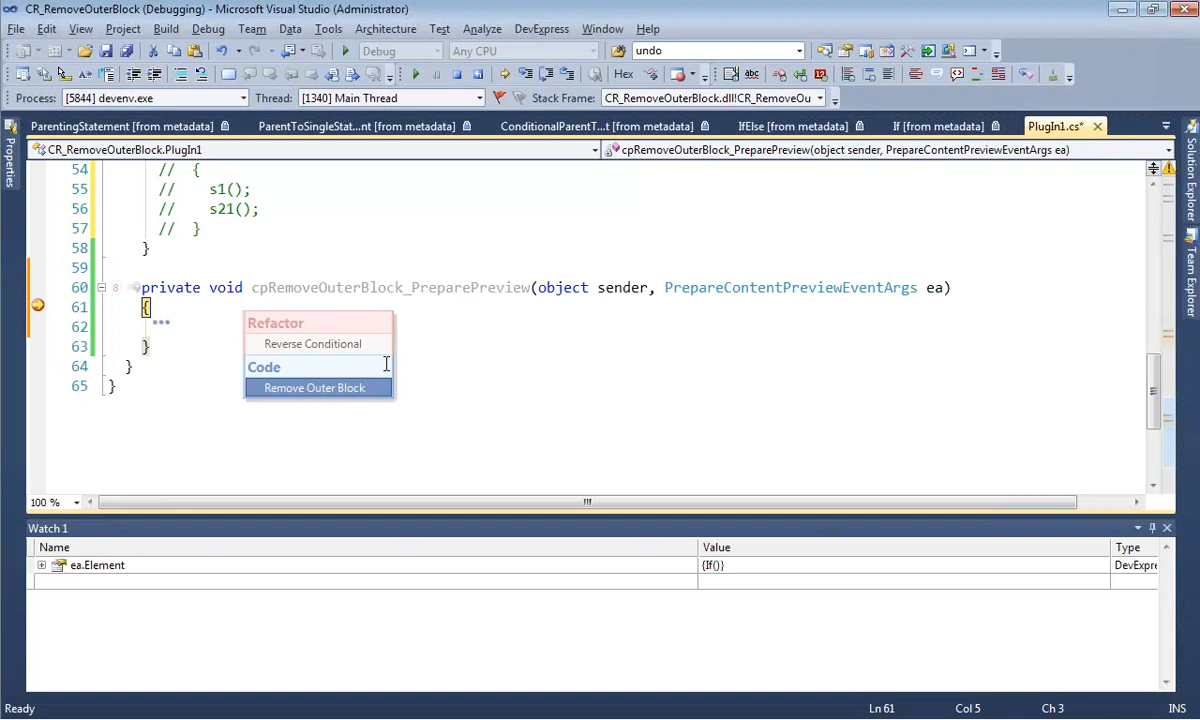 CR_RemoveOuterBlock (Debugging) - Microsoft Visual Studio (Administrator)
File Edit View Project Build Debug Team Data Tools Architecture Test Analyze DevExpress Window Help
Debug Any CPU undo
Hex
Process: [5844] devenv.exe Thread: [1340] Main Thread Stack Frame: CR_RemoveOuterBlock.dll!CR_RemoveOu
ParentingStatement [from metadata] ParentToSingleStat...nt [from metadata] ConditionalParentT...t [from metadata] IfElse [from metadata] If [from metadata] PlugIn1.cs*
CR_RemoveOuterBlock.PlugIn1 cpRemoveOuterBlock_PreparePreview(object sender, PrepareContentPreviewEventArgs ea)
54 // {
55 // s1();
56 // s21();
57 // }
58 }
59
60 8 private void cpRemoveOuterBlock_PreparePreview(object sender, PrepareContentPreviewEventArgs ea)
61 {
62 •••
63 }
64 }
65 }
Refactor
Reverse Conditional
Code
Remove Outer Block
100 %
Watch 1
Name Value Type
ea.Element {If()} DevExpre
Ready Ln 61 Col 5 Ch 3 INS
Properties
Solution Explorer
Team Explorer